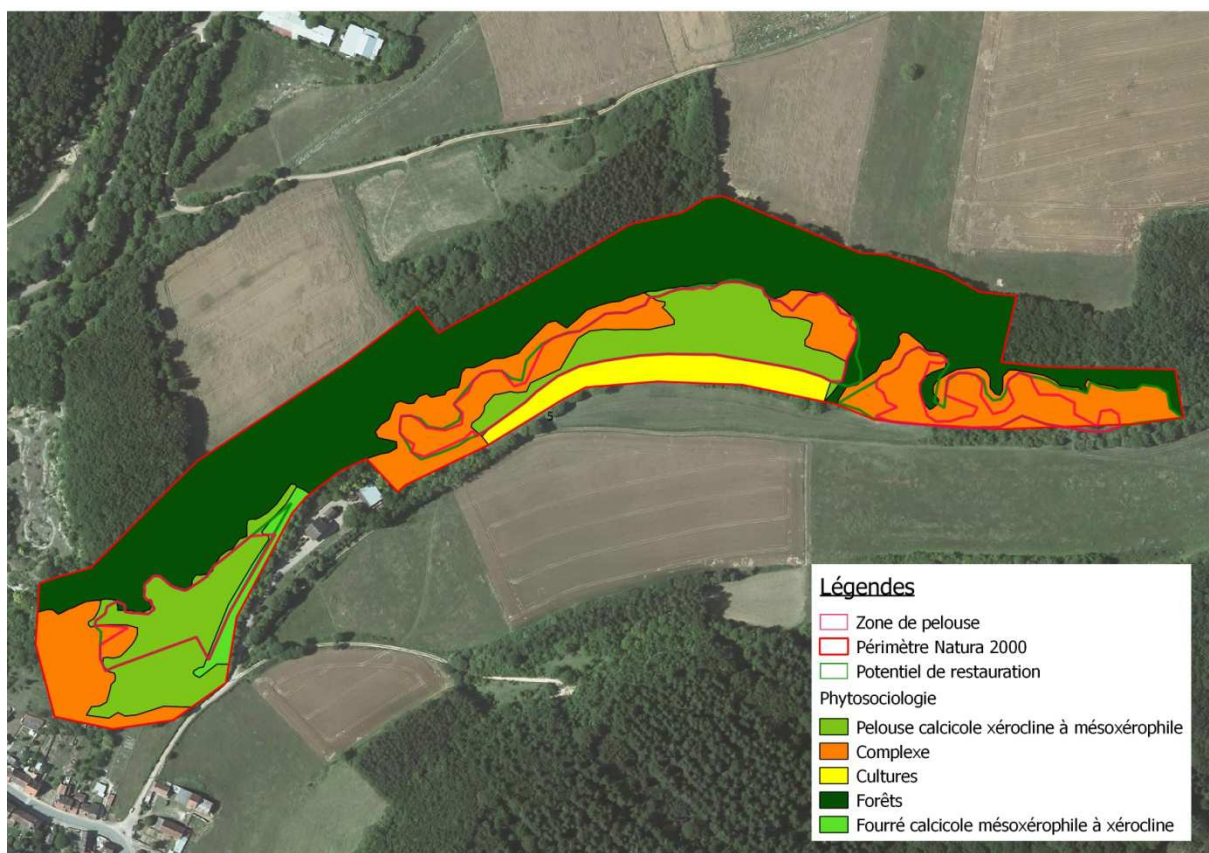 5
Légendes
Zone de pelouse
Périmètre Natura 2000
Potentiel de restauration
Phytosociologie
Pelouse calcicole xérocline à mésoxérophile
Complexe
Cultures
Forêts
Fourré calcicole mésoxérophile à xérocline